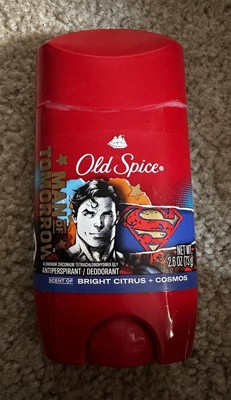 Old Spice®
MAN OF
TOMORROW
S
NET WT.
2.6 OZ (73 g)
ALUMINUM ZIRCONIUM TETRACHLOROHYDREX GLY
ANTIPERSPIRANT / DEODORANT
SCENT OF BRIGHT CITRUS + COSMOS